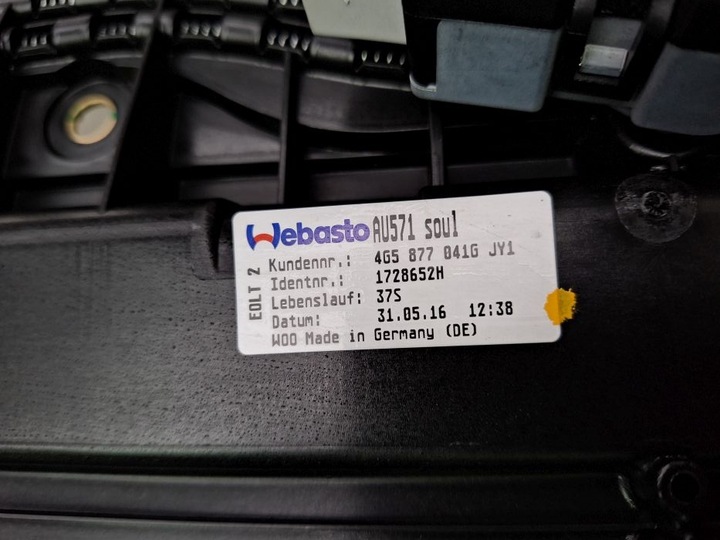 Webasto AU571 soul
Kundennr.: 4G5 877 041G JY1
Identnr.: 1728652H
Lebenslauf: 37S
Datum: 31.05.16 12:38
WOO Made in Germany (DE)
EOLT 2